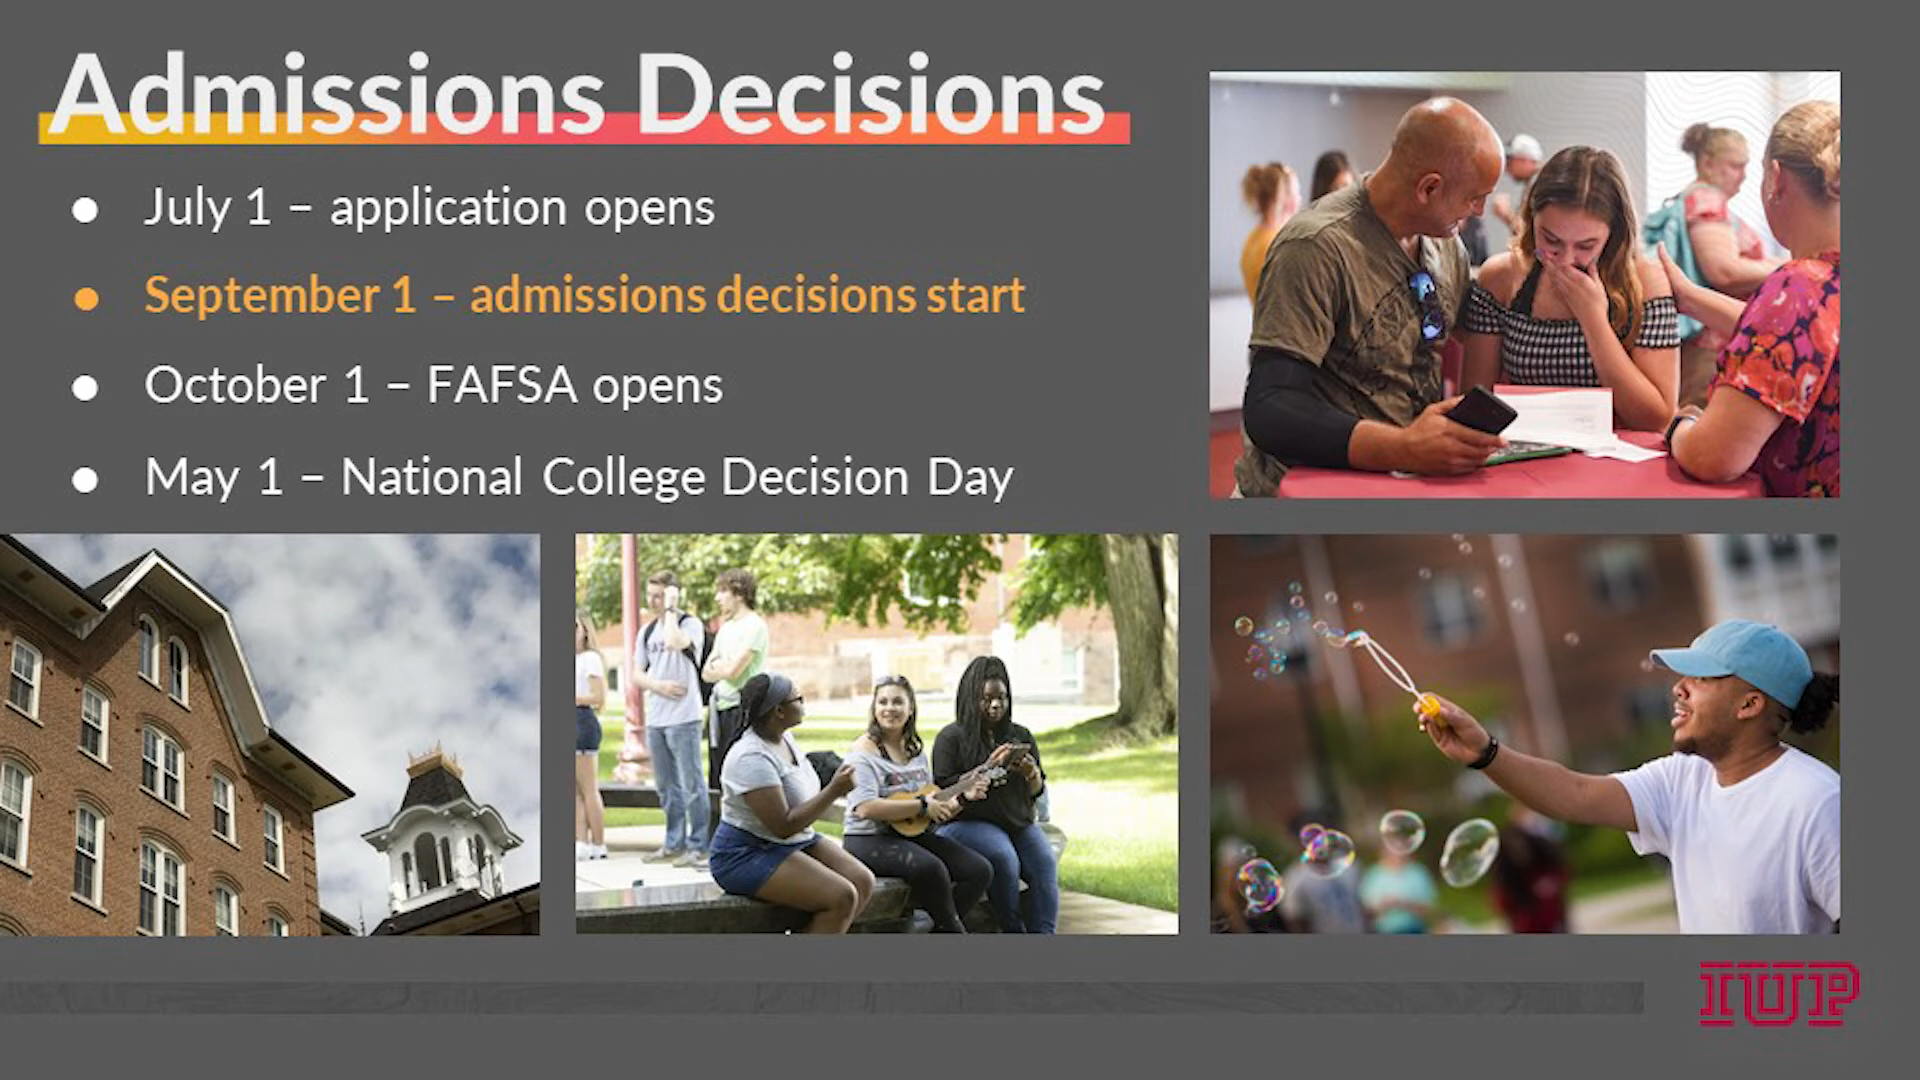 Admissions Decisions
● July 1 – application opens
● September 1 – admissions decisions start
● October 1 – FAFSA opens
● May 1 – National College Decision Day
IUP